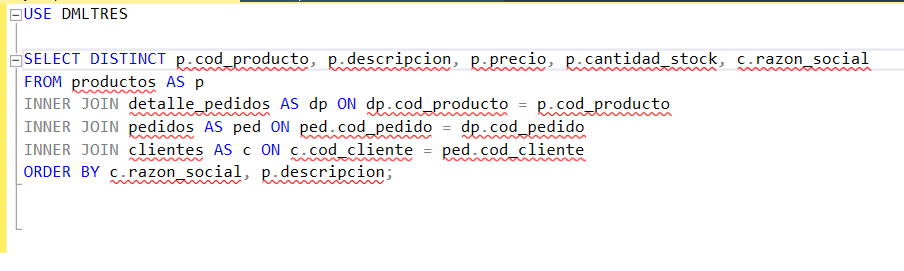 USE DMLTRES
SELECT DISTINCT p.cod_producto, p.descripcion, p.precio, p.cantidad_stock, c.razon_social
FROM productos AS p
INNER JOIN detalle_pedidos AS dp ON dp.cod_producto = p.cod_producto
INNER JOIN pedidos AS ped ON ped.cod_pedido = dp.cod_pedido
INNER JOIN clientes AS c ON c.cod_cliente = ped.cod_cliente
ORDER BY c.razon_social, p.descripcion;